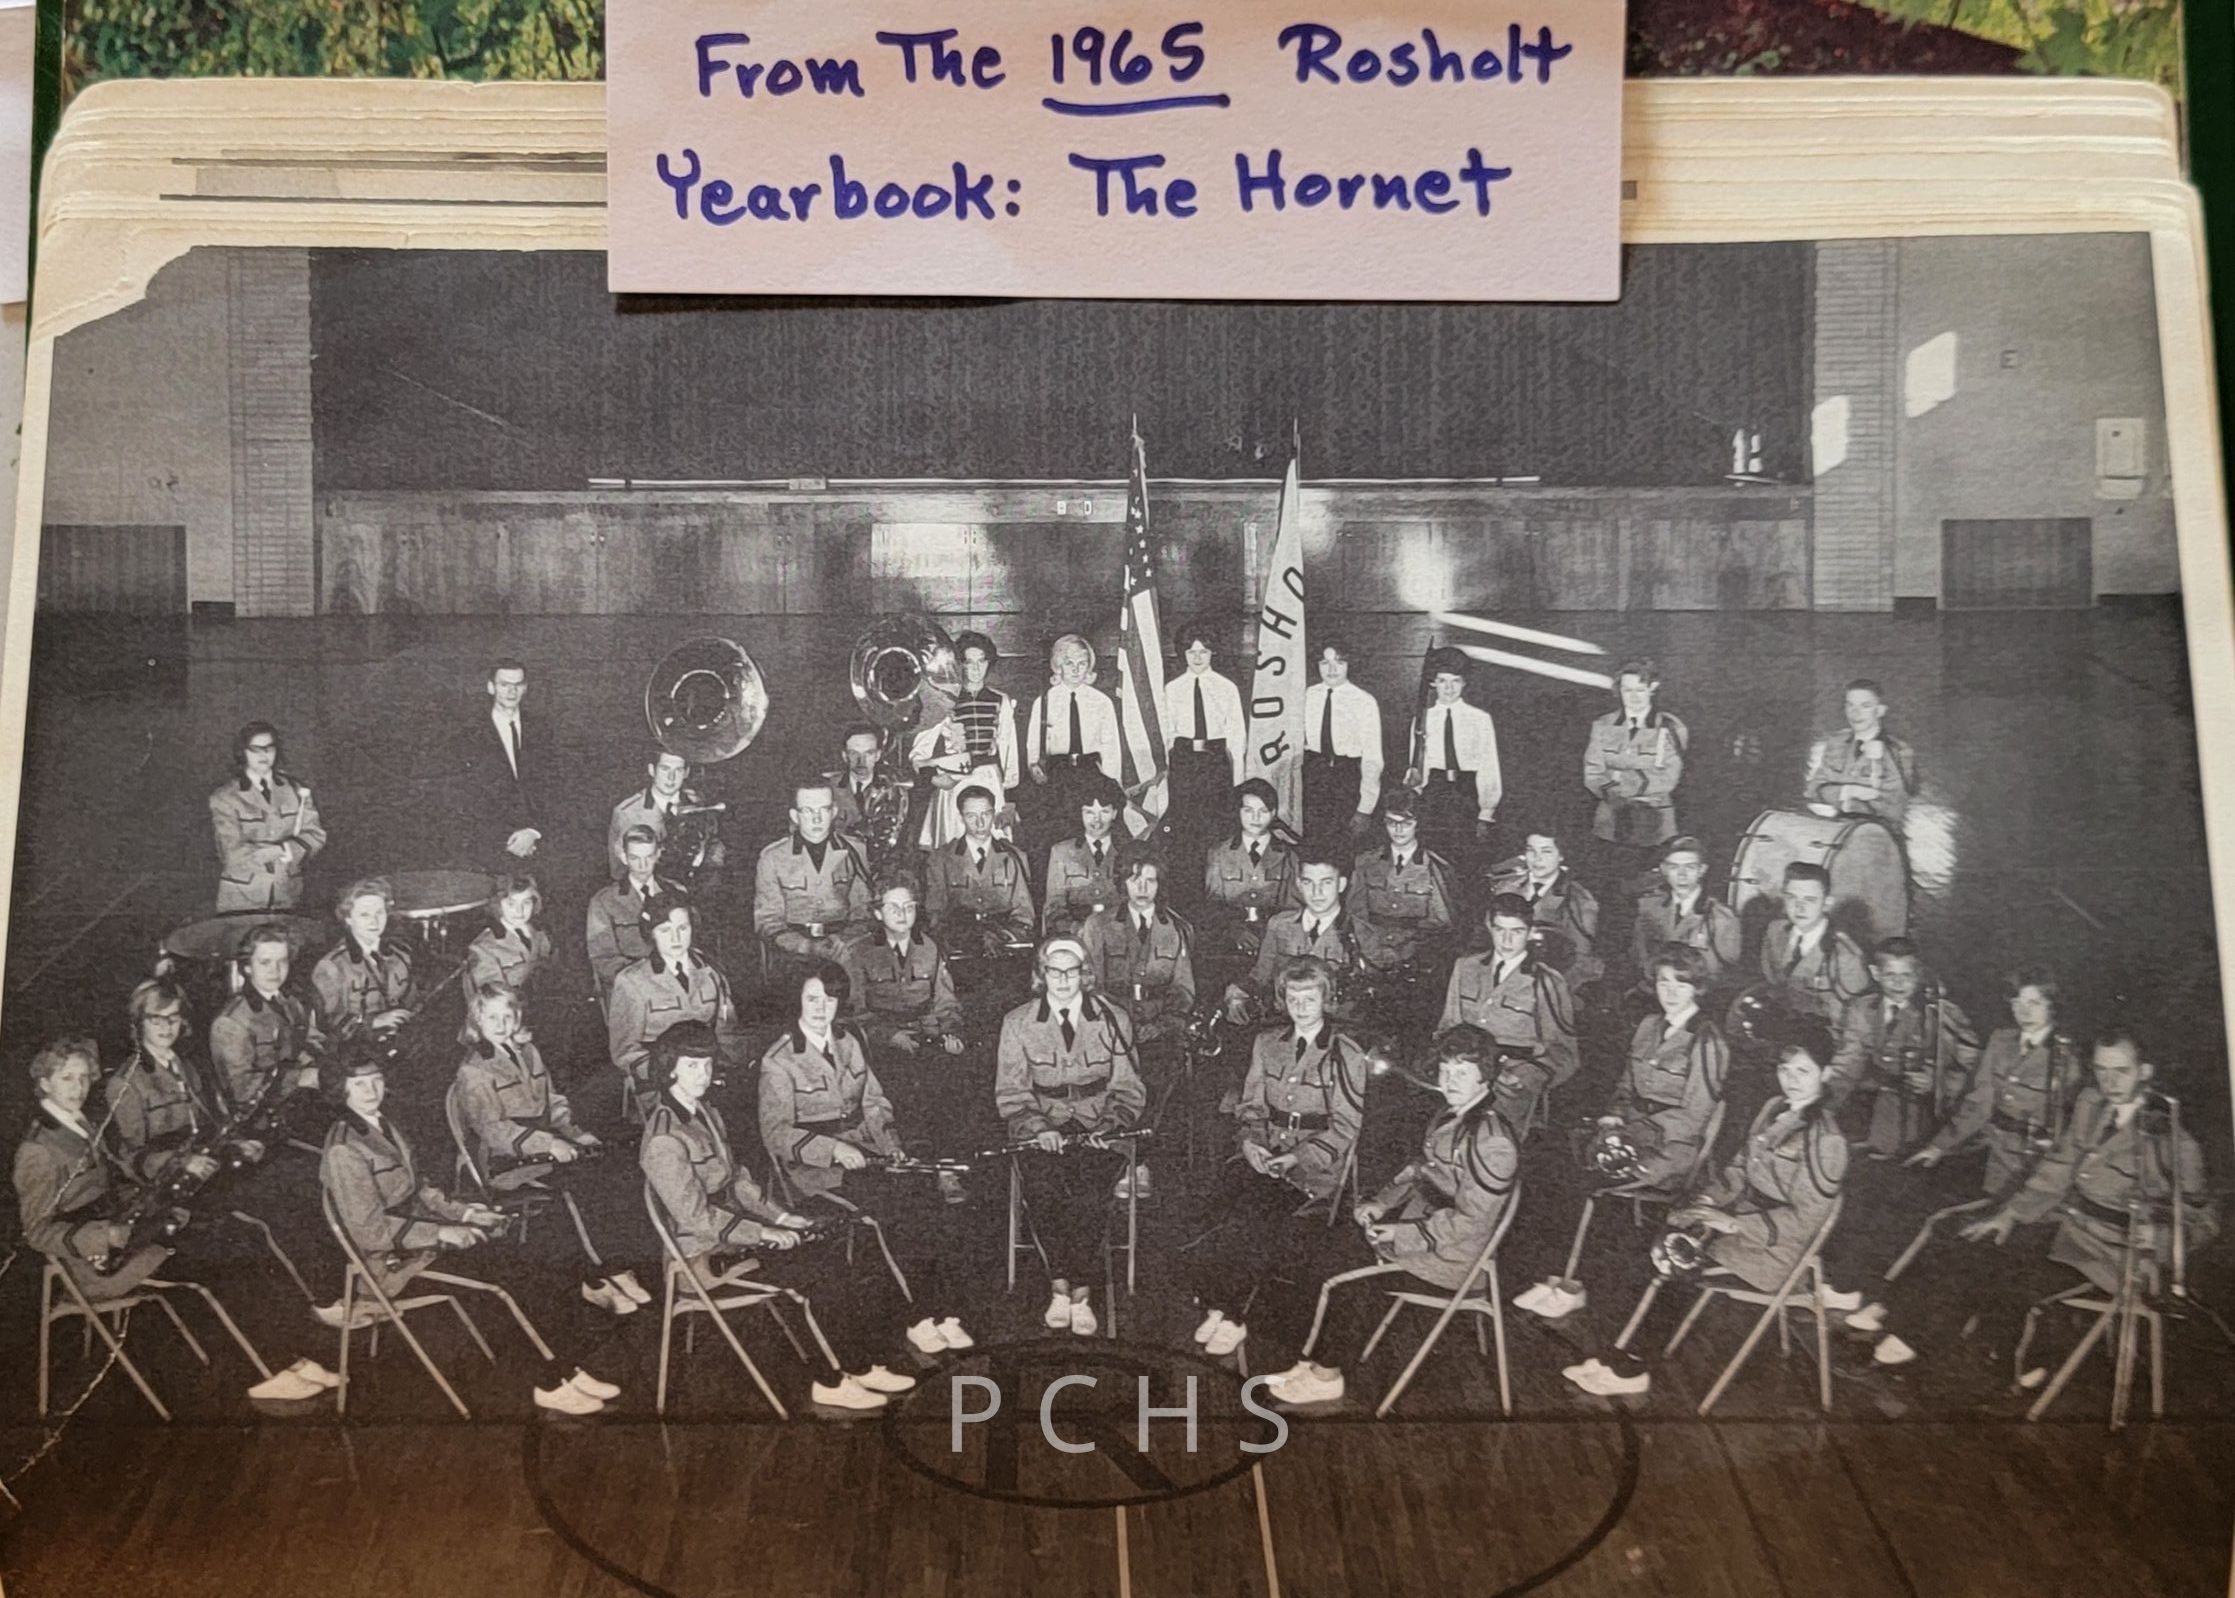 From The 1965 Rosholt
Yearbook: The Hornet
ROSHO
R
PCHS